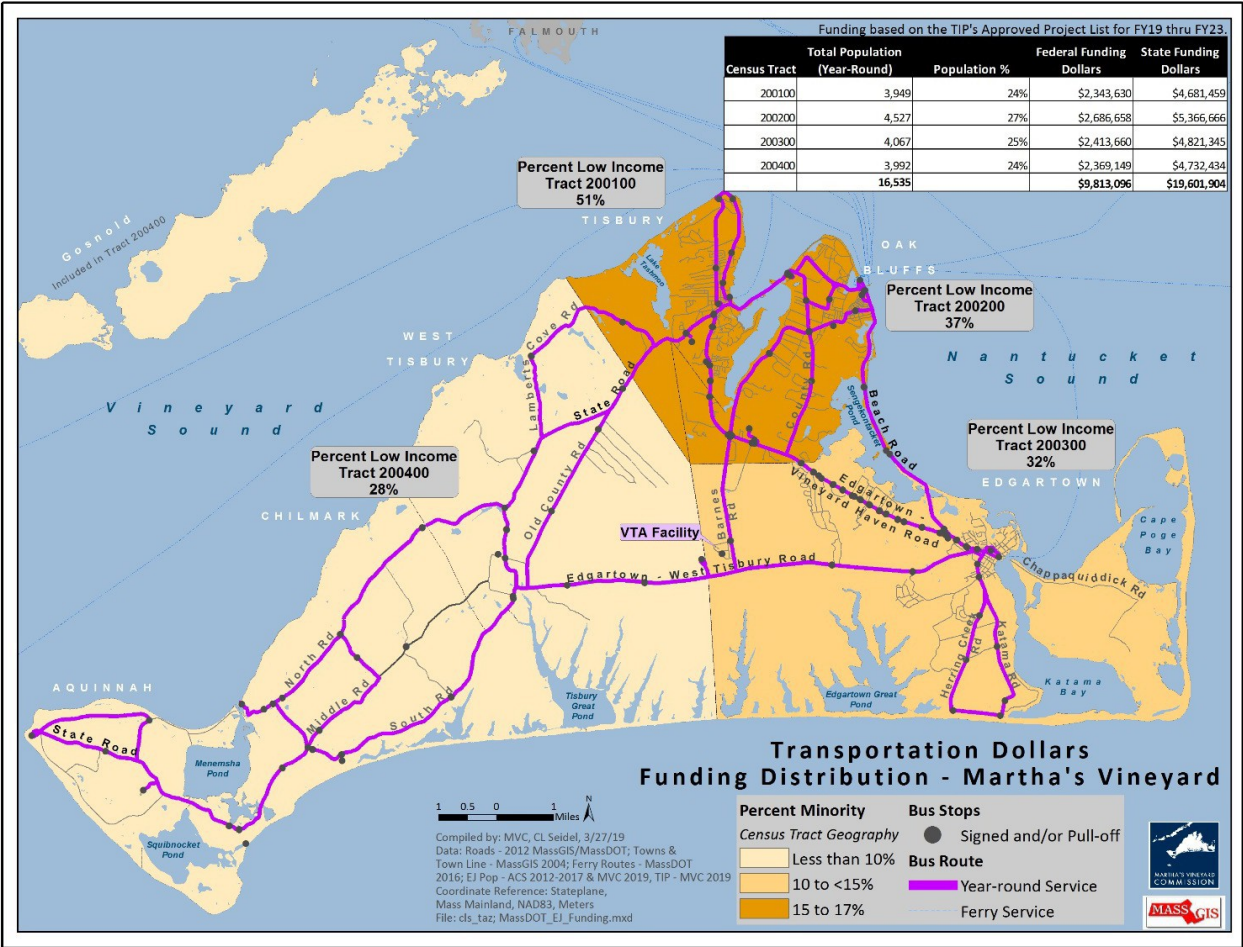 FALMOUTH
Funding based on the TIP's Approved Project List for FY19 thru FY23.
Census Tract Total Population (Year-Round) Population % Federal Funding Dollars State Funding Dollars
200100 3,949 24% $2,343,630 $4,681,459
200200 4,527 27% $2,686,658 $5,366,666
200300 4,067 25% $2,413,660 $4,821,345
200400 3,992 24% $2,369,149 $4,732,434
16,535 $9,813,096 $19,601,904
Percent Low Income
Tract 200100
51%
TISBURY
Gosnold
Included in Tract 200400
Lake
Tashmoo
OAK
BLUFFS
Percent Low Income
Tract 200200
37%
WEST
TISBURY
Lamberts Cove Rd
State Road
Old County Rd
County Rd
Sengekontacket
Pond
Beach Road
Nantucket
Sound
Vineyard
Sound
Percent Low Income
Tract 200300
32%
EDGARTOWN
Percent Low Income
Tract 200400
28%
CHILMARK
VTA Facility
Barnes
Rd
Edgartown -
Vineyard Haven Road
Cape
Poge
Bay
Edgartown - West Tisbury Road
Chappaquiddick Rd
North Rd
Middle Rd
South Rd
Herring Creek
Rd
Katama Rd
Katama
Bay
AQUINNAH
State Road
Menemsha
Pond
Squibnocket
Pond
Tisbury
Great
Pond
Edgartown Great
Pond
Transportation Dollars
Funding Distribution - Martha's Vineyard
1 0.5 0 1
Miles
N
Compiled by: MVC, CL Seidel, 3/27/19
Data: Roads - 2012 MassGIS/MassDOT; Towns &
Town Line - MassGIS 2004; Ferry Routes - MassDOT
2016; EJ Pop - ACS 2012-2017 & MVC 2019, TIP - MVC 2019
Coordinate Reference: Stateplane,
Mass Mainland, NAD83, Meters
File: cls_taz; MassDOT_EJ_Funding.mxd
Percent Minority
Census Tract Geography
Less than 10%
10 to <15%
15 to 17%
Bus Stops
Signed and/or Pull-off
Bus Route
Year-round Service
Ferry Service
MARTHA'S VINEYARD
COMMISSION
MASS GIS